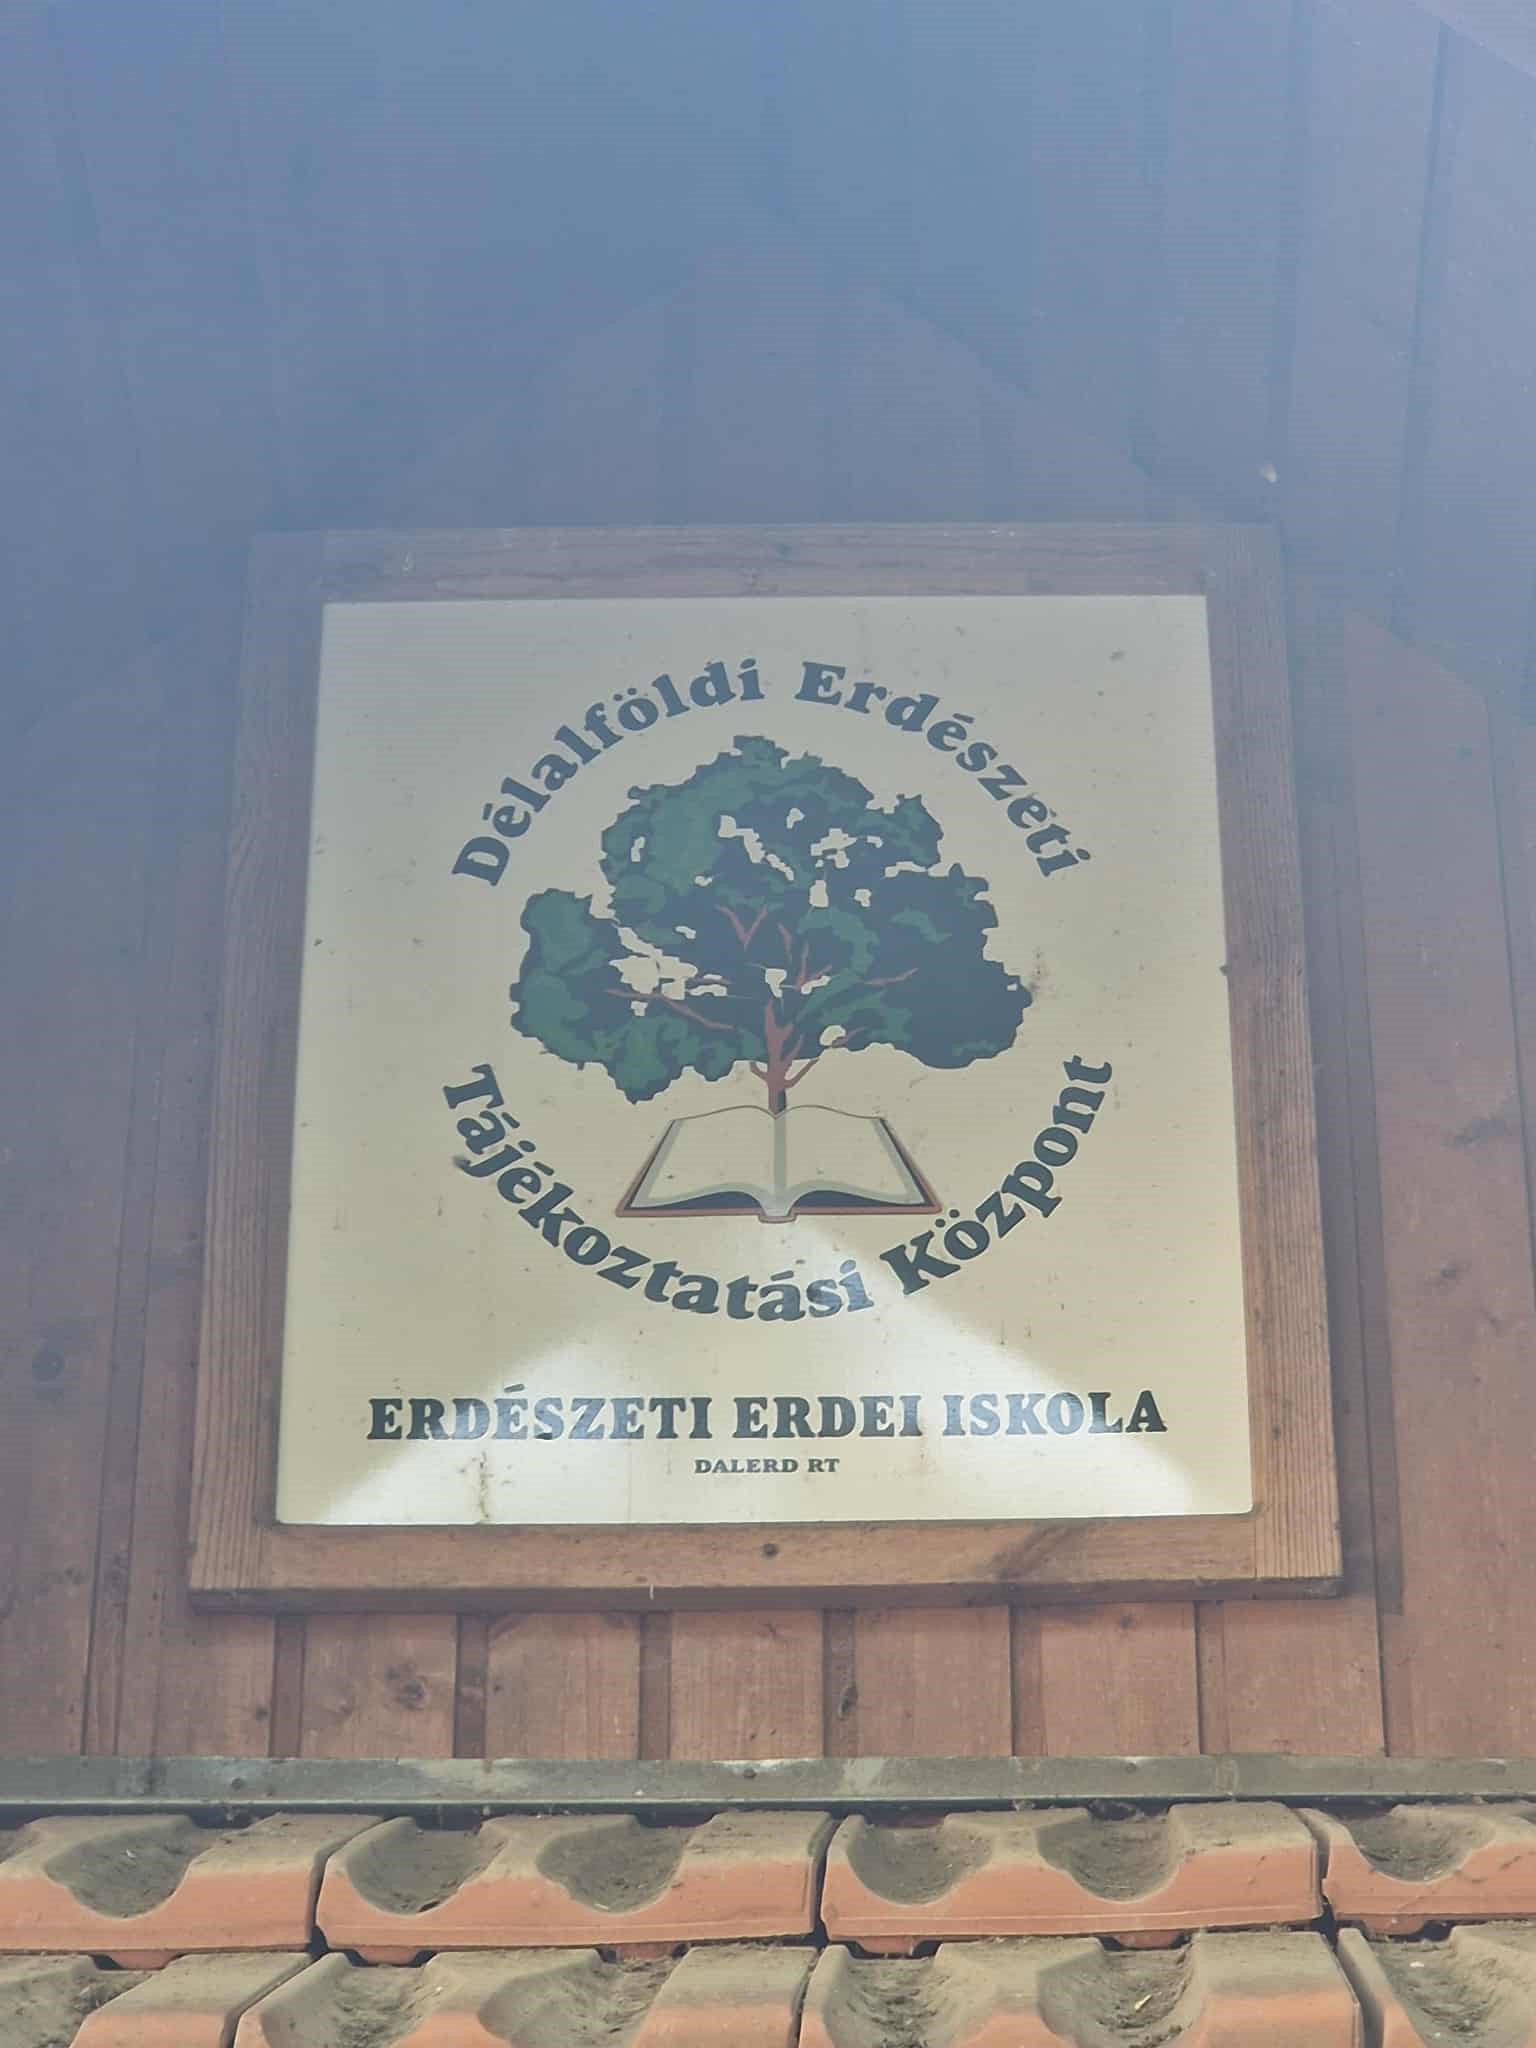 Délalföldi Erdészeti
Tájékoztatási Központ
ERDÉSZETI ERDEI ISKOLA
DALERD RT